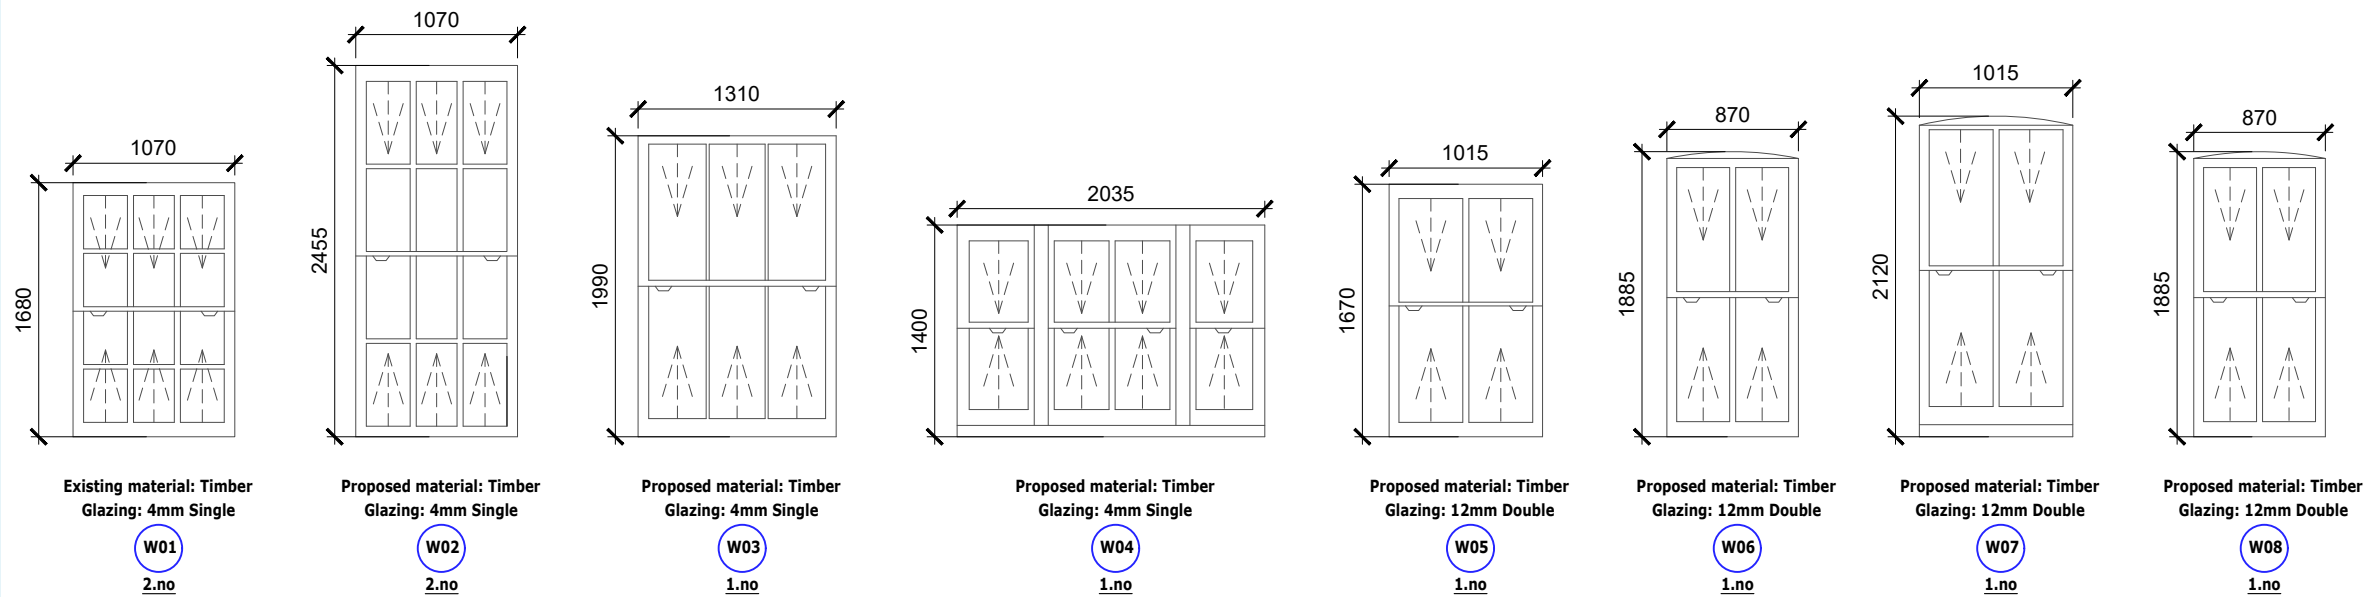 1070
1680
Existing material: Timber
Glazing: 4mm Single
W01
2.no
1070
2455
Proposed material: Timber
Glazing: 4mm Single
W02
2.no
1310
1990
Proposed material: Timber
Glazing: 4mm Single
W03
1.no
2035
1400
Proposed material: Timber
Glazing: 4mm Single
W04
1.no
1015
1670
Proposed material: Timber
Glazing: 12mm Double
W05
1.no
870
1885
Proposed material: Timber
Glazing: 12mm Double
W06
1.no
1015
2120
Proposed material: Timber
Glazing: 12mm Double
W07
1.no
870
1885
Proposed material: Timber
Glazing: 12mm Double
W08
1.no